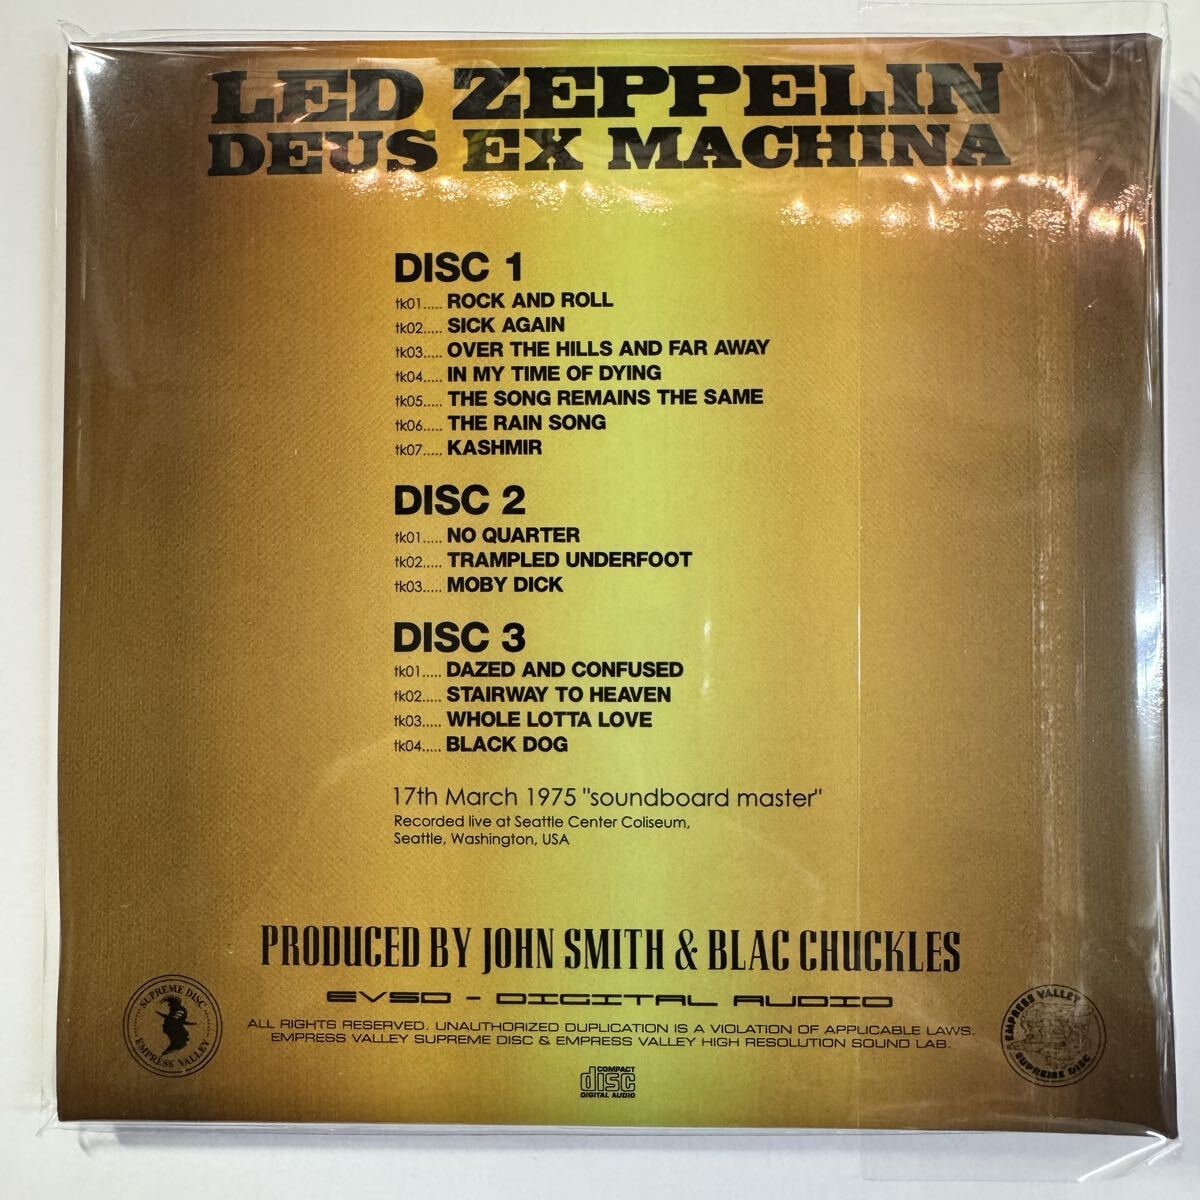 LED ZEPPELIN
DEUS EX MACHINA
DISC 1
tk01..... ROCK AND ROLL
tk02..... SICK AGAIN
tk03..... OVER THE HILLS AND FAR AWAY
tk04..... IN MY TIME OF DYING
tk05..... THE SONG REMAINS THE SAME
tk06..... THE RAIN SONG
tk07..... KASHMIR
DISC 2
tk01..... NO QUARTER
tk02..... TRAMPLED UNDERFOOT
tk03..... MOBY DICK
DISC 3
tk01..... DAZED AND CONFUSED
tk02..... STAIRWAY TO HEAVEN
tk03..... WHOLE LOTTA LOVE
tk04..... BLACK DOG
17th March 1975 "soundboard master"
Recorded live at Seattle Center Coliseum,
Seattle, Washington, USA
PRODUCED BY JOHN SMITH & BLAC CHUCKLES
EVSD - DIGITAL AUDIO
ALL RIGHTS RESERVED. UNAUTHORIZED DUPLICATION IS A VIOLATION OF APPLICABLE LAWS.
EMPRESS VALLEY SUPREME DISC & EMPRESS VALLEY HIGH RESOLUTION SOUND LAB.
SUPREME DISC
EMPRESS VALLEY
EMPRESS VALLEY
SUPREME DISC
COMPACT
disc
DIGITAL AUDIO